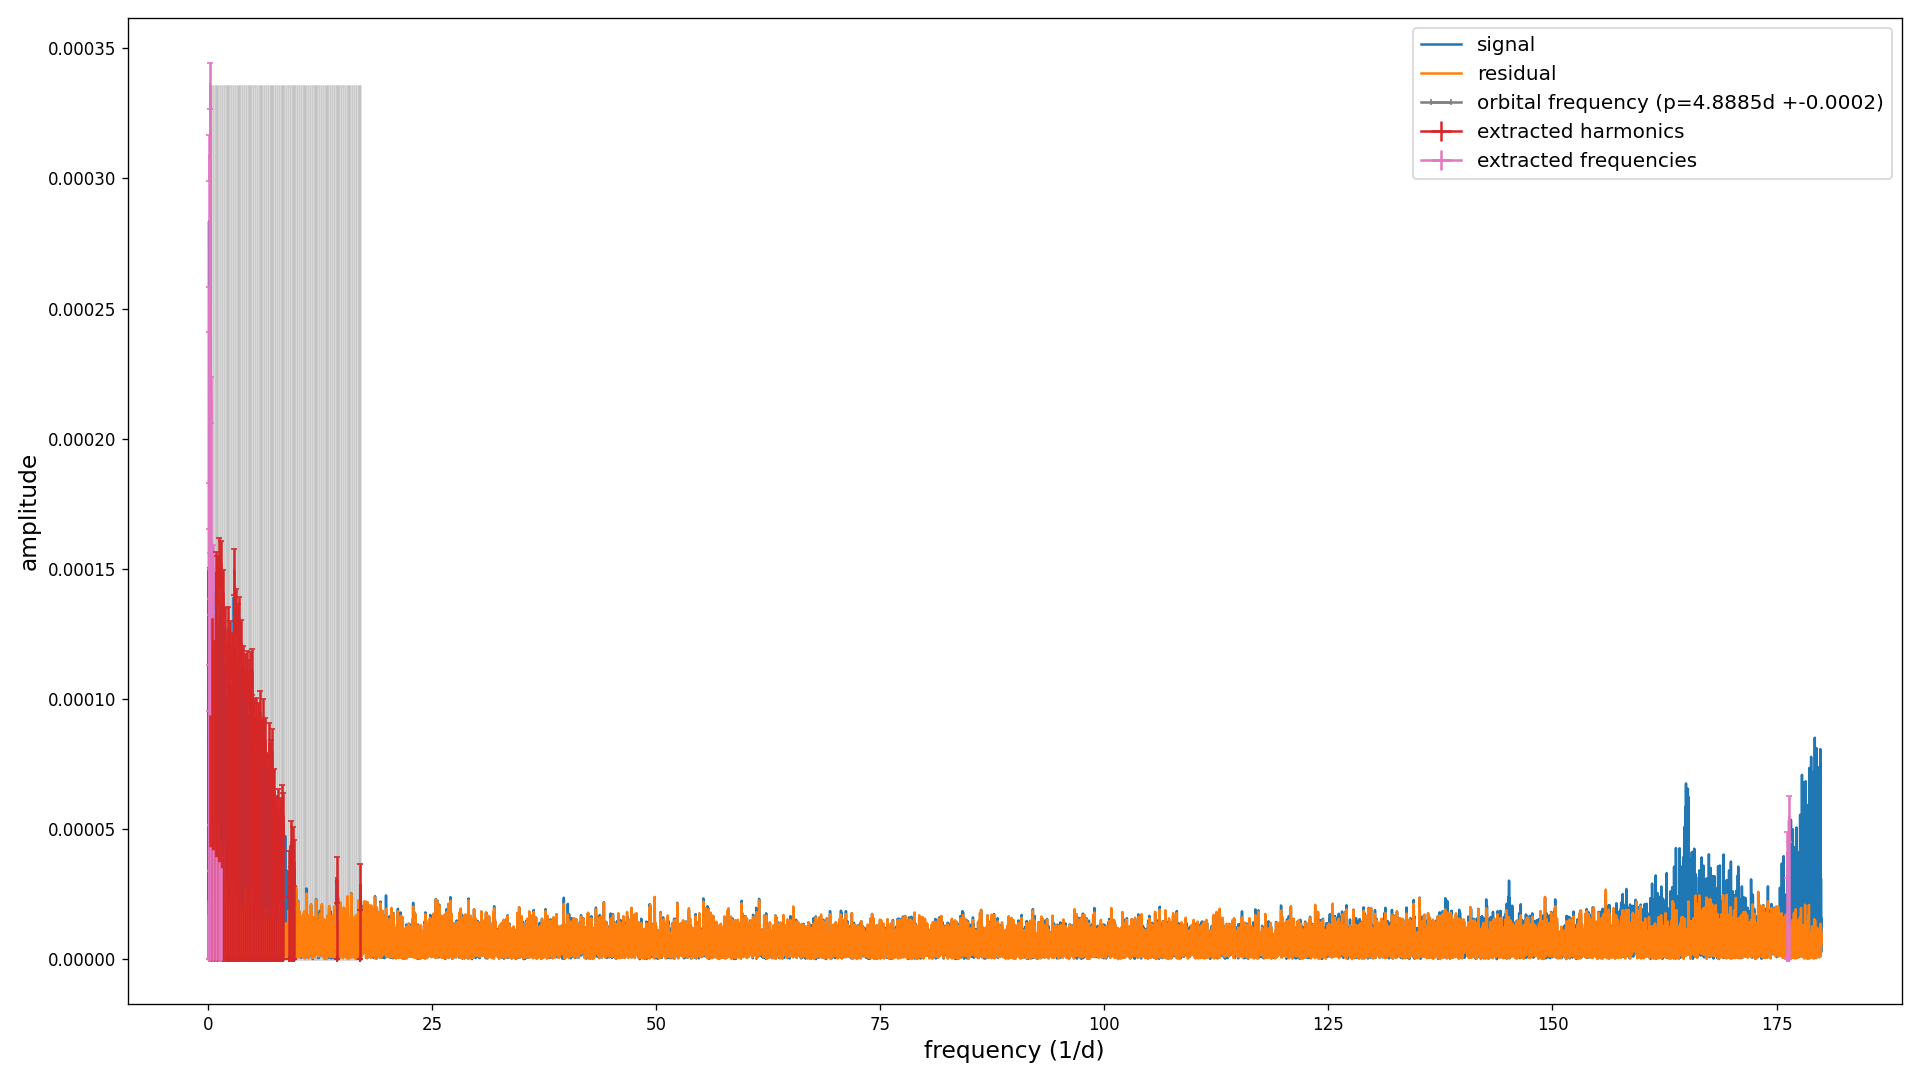 signal
residual
orbital frequency (p=4.8885d +-0.0002)
extracted harmonics
extracted frequencies
0.00035
0.00030
0.00025
0.00020
0.00015
0.00010
0.00005
0.00000
amplitude
0 25 50 75 100 125 150 175
frequency (1/d)